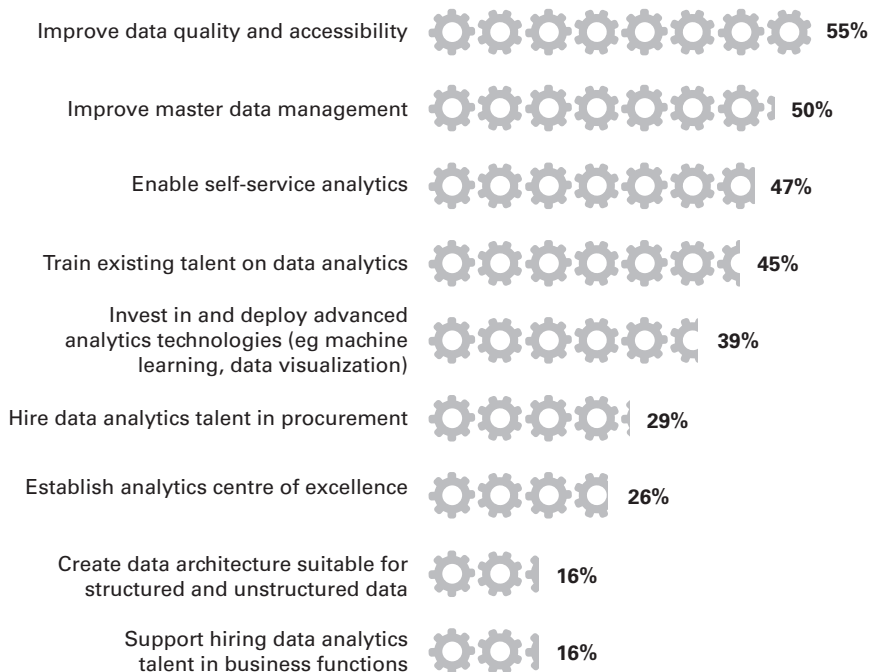 Improve data quality and accessibility 55%
Improve master data management 50%
Enable self-service analytics 47%
Train existing talent on data analytics 45%
Invest in and deploy advanced
analytics technologies (eg machine
learning, data visualization) 39%
Hire data analytics talent in procurement 29%
Establish analytics centre of excellence 26%
Create data architecture suitable for
structured and unstructured data 16%
Support hiring data analytics
talent in business functions 16%